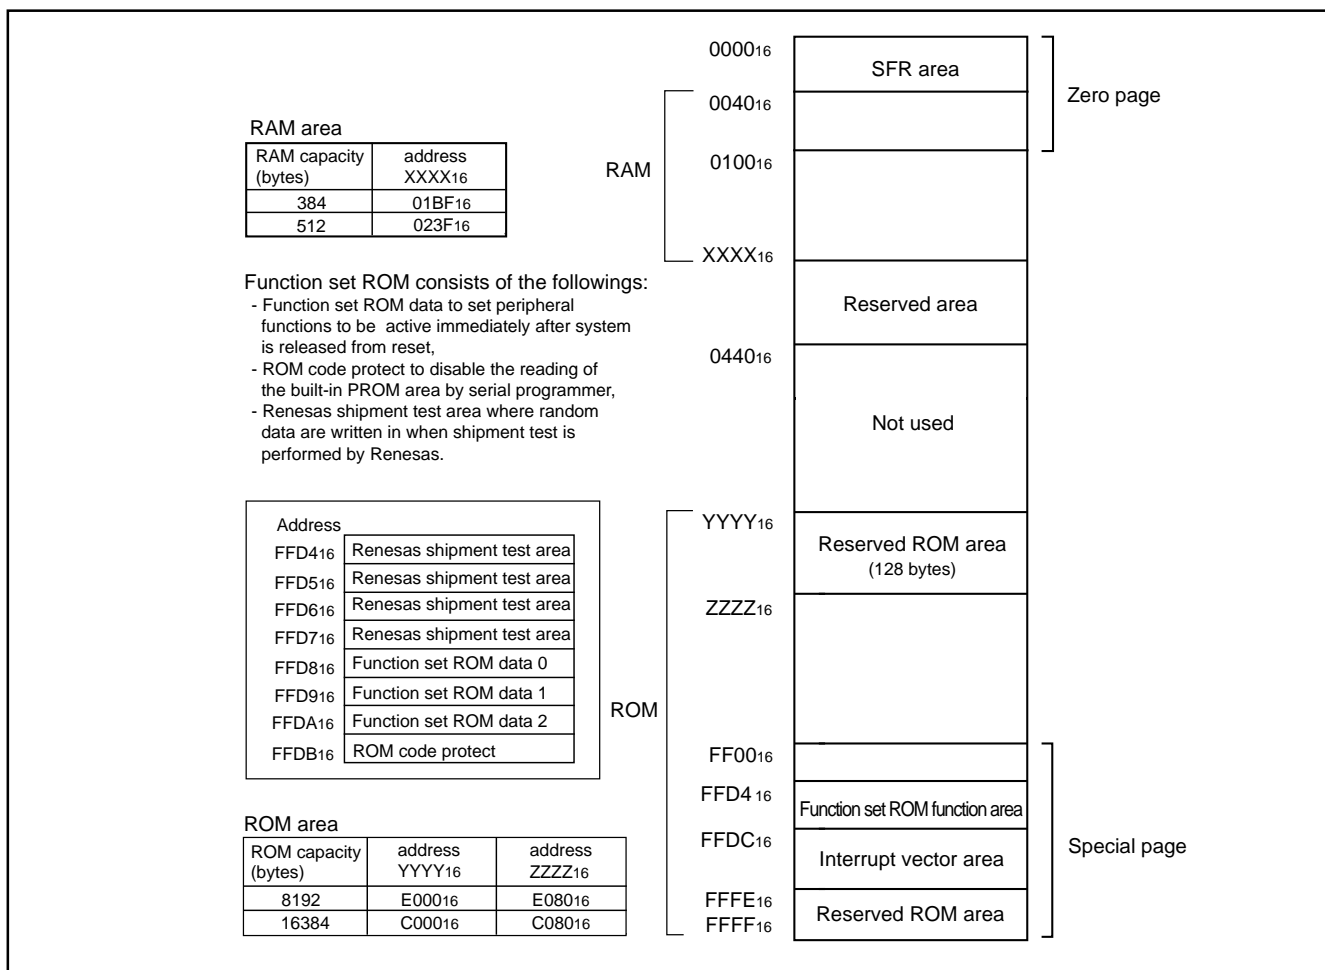 RAM area
RAM capacity (bytes) address XXXX16
384 01BF16
512 023F16
Function set ROM consists of the followings:
- Function set ROM data to set peripheral
functions to be active immediately after system
is released from reset,
- ROM code protect to disable the reading of
the built-in PROM area by serial programmer,
- Renesas shipment test area where random
data are written in when shipment test is
performed by Renesas.
Address
FFD416 Renesas shipment test area
FFD516 Renesas shipment test area
FFD616 Renesas shipment test area
FFD716 Renesas shipment test area
FFD816 Function set ROM data 0
FFD916 Function set ROM data 1
FFDA16 Function set ROM data 2
FFDB16 ROM code protect
ROM area
ROM capacity (bytes) address YYYY16 address ZZZZ16
8192 E00016 E08016
16384 C00016 C08016
RAM
ROM
000016
SFR area
004016
Zero page
010016
XXXX16
Reserved area
044016
Not used
YYYY16
Reserved ROM area
(128 bytes)
ZZZZ16
FF0016
FFD416
Function set ROM function area
FFDC16
Interrupt vector area
Special page
FFFE16
Reserved ROM area
FFFF16